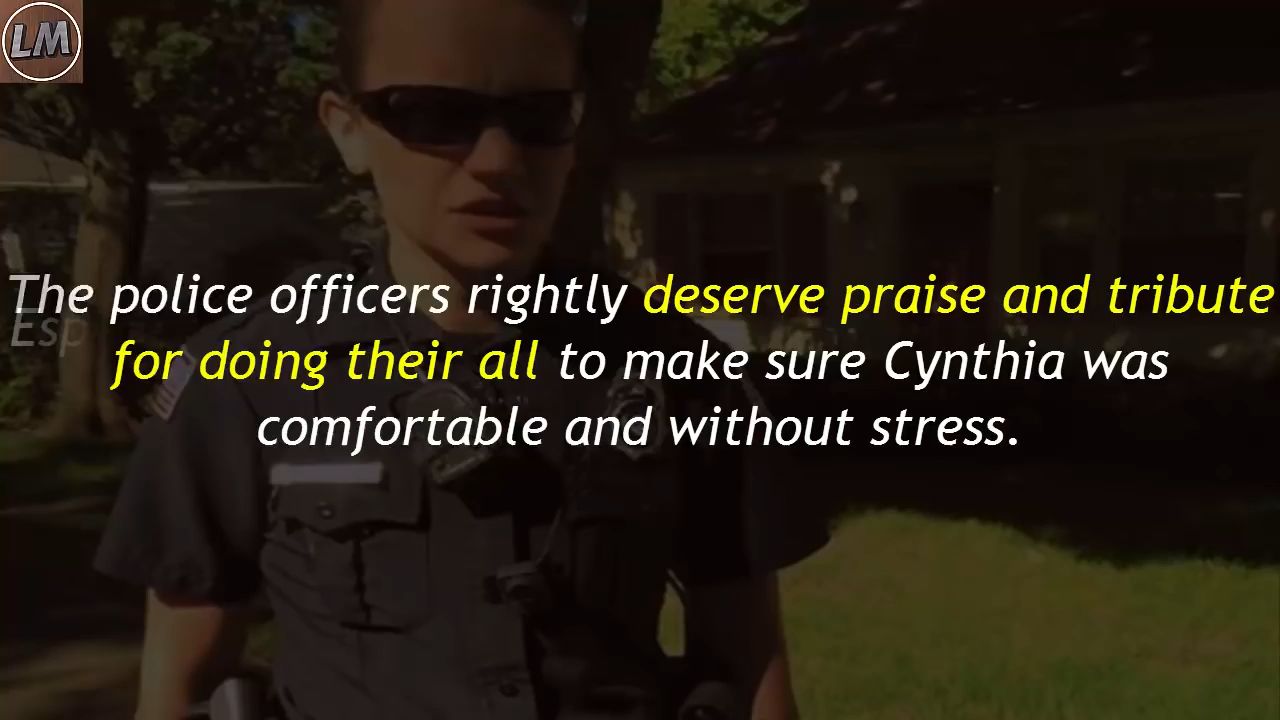 LM
The police officers rightly deserve praise and tribute
Esp
for doing their all to make sure Cynthia was
comfortable and without stress.